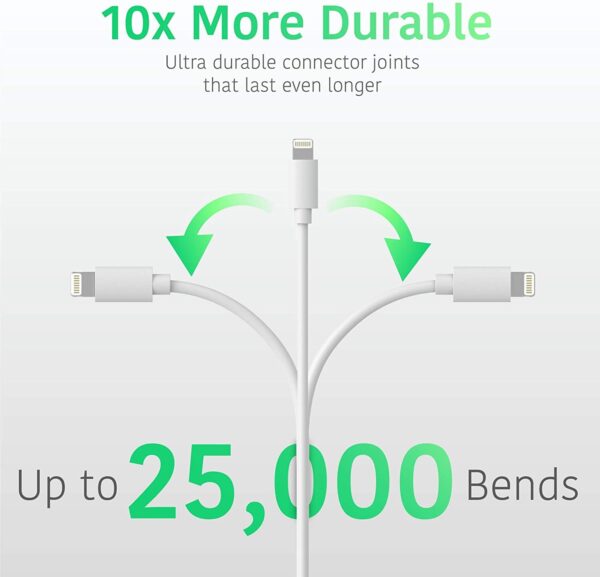 10x More Durable
Ultra durable connector joints
that last even longer
Up to 25,000 Bends